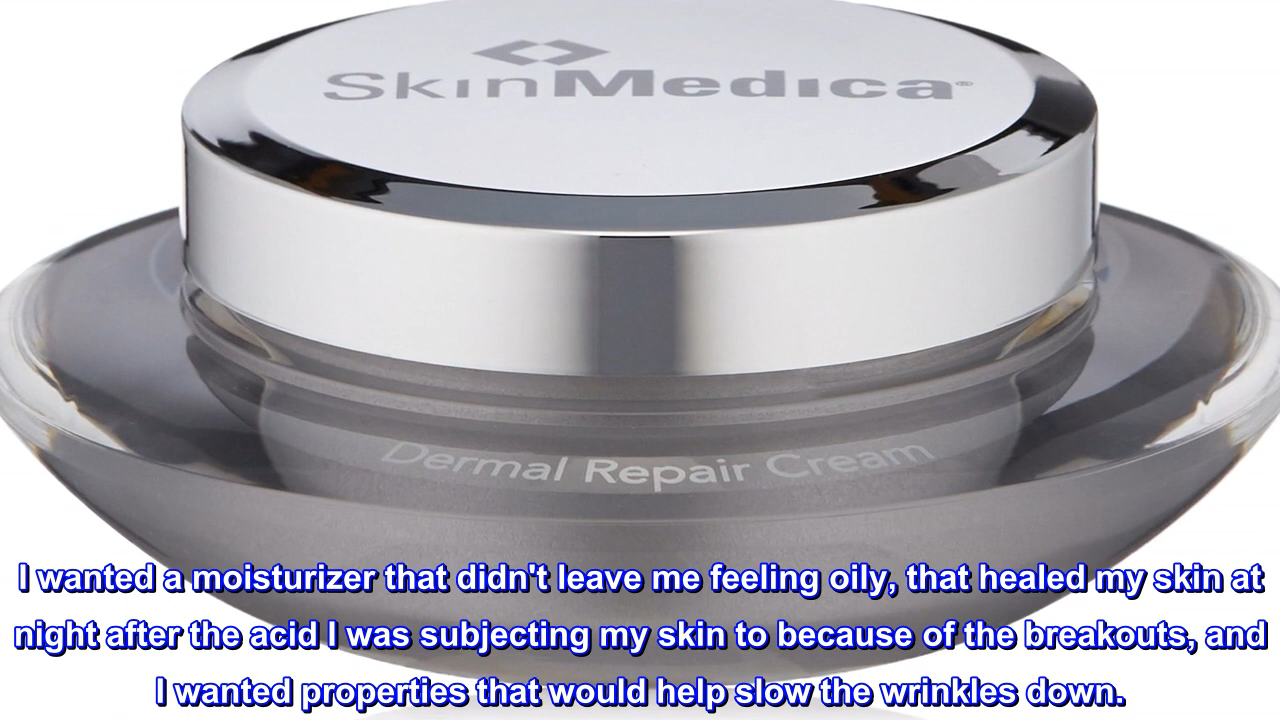 SkinMedica®
Dermal Repair Cream
I wanted a moisturizer that didn't leave me feeling oily, that healed my skin at
night after the acid I was subjecting my skin to because of the breakouts, and
I wanted properties that would help slow the wrinkles down.